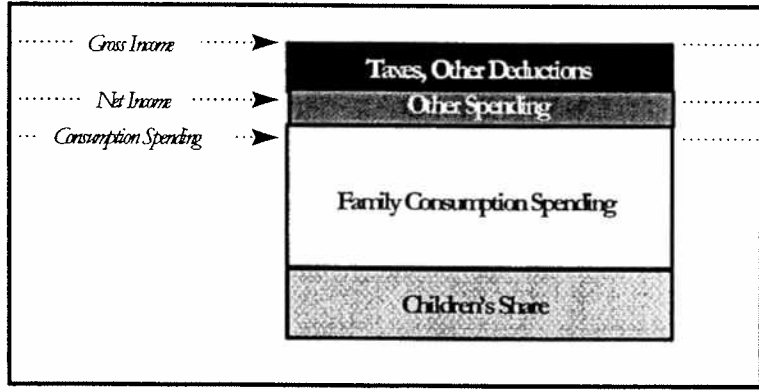 Gross Income
Taxes, Other Deductions
Net Income
Other Spending
Consumption Spending
Family Consumption Spending
Children's Share